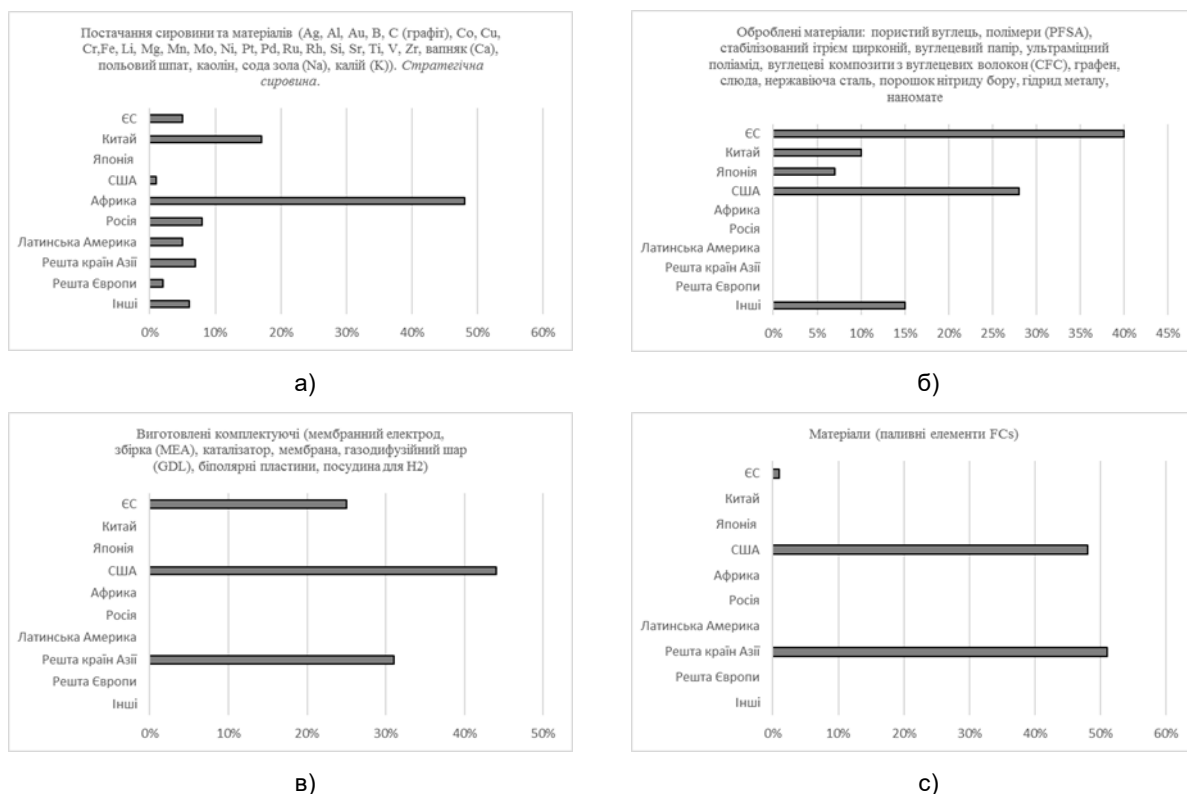 Постачання сировини та матеріалів (Ag, Al, Au, B, C (графіт), Co, Cu,
Cr,Fe, Li, Mg, Mn, Mo, Ni, Pt, Pd, Ru, Rh, Si, Sr, Ti, V, Zr, вапняк (Ca),
польовий шпат, каолін, сода зола (Na), калій (K)). Стратегічна
сировина.
ЄС
Китай
Японія
США
Африка
Росія
Латинська Америка
Решта країн Азії
Решта Європи
Інші
0% 10% 20% 30% 40% 50% 60%
а)
Оброблені матеріали: пористий вуглець, полімери (PFSA),
стабілізований ітрієм цирконій, вуглецевий папір, ультраміцний
поліамід, вуглецеві композити з вуглецевих волокон (CFC), графен,
слюда, нержавіюча сталь, порошок нітриду бору, гідрид металу,
наномате
ЄС
Китай
Японія
США
Африка
Росія
Латинська Америка
Решта країн Азії
Решта Європи
Інші
0% 5% 10% 15% 20% 25% 30% 35% 40% 45%
б)
Виготовлені комплектуючі (мембранний електрод,
збірка (MEA), каталізатор, мембрана, газодифузійний шар
(GDL), біполярні пластини, посудина для H2)
ЄС
Китай
Японія
США
Африка
Росія
Латинська Америка
Решта країн Азії
Решта Європи
Інші
0% 10% 20% 30% 40% 50%
в)
Матеріали (паливні елементи FCs)
ЄС
Китай
Японія
США
Африка
Росія
Латинська Америка
Решта країн Азії
Решта Європи
Інші
0% 10% 20% 30% 40% 50% 60%
с)